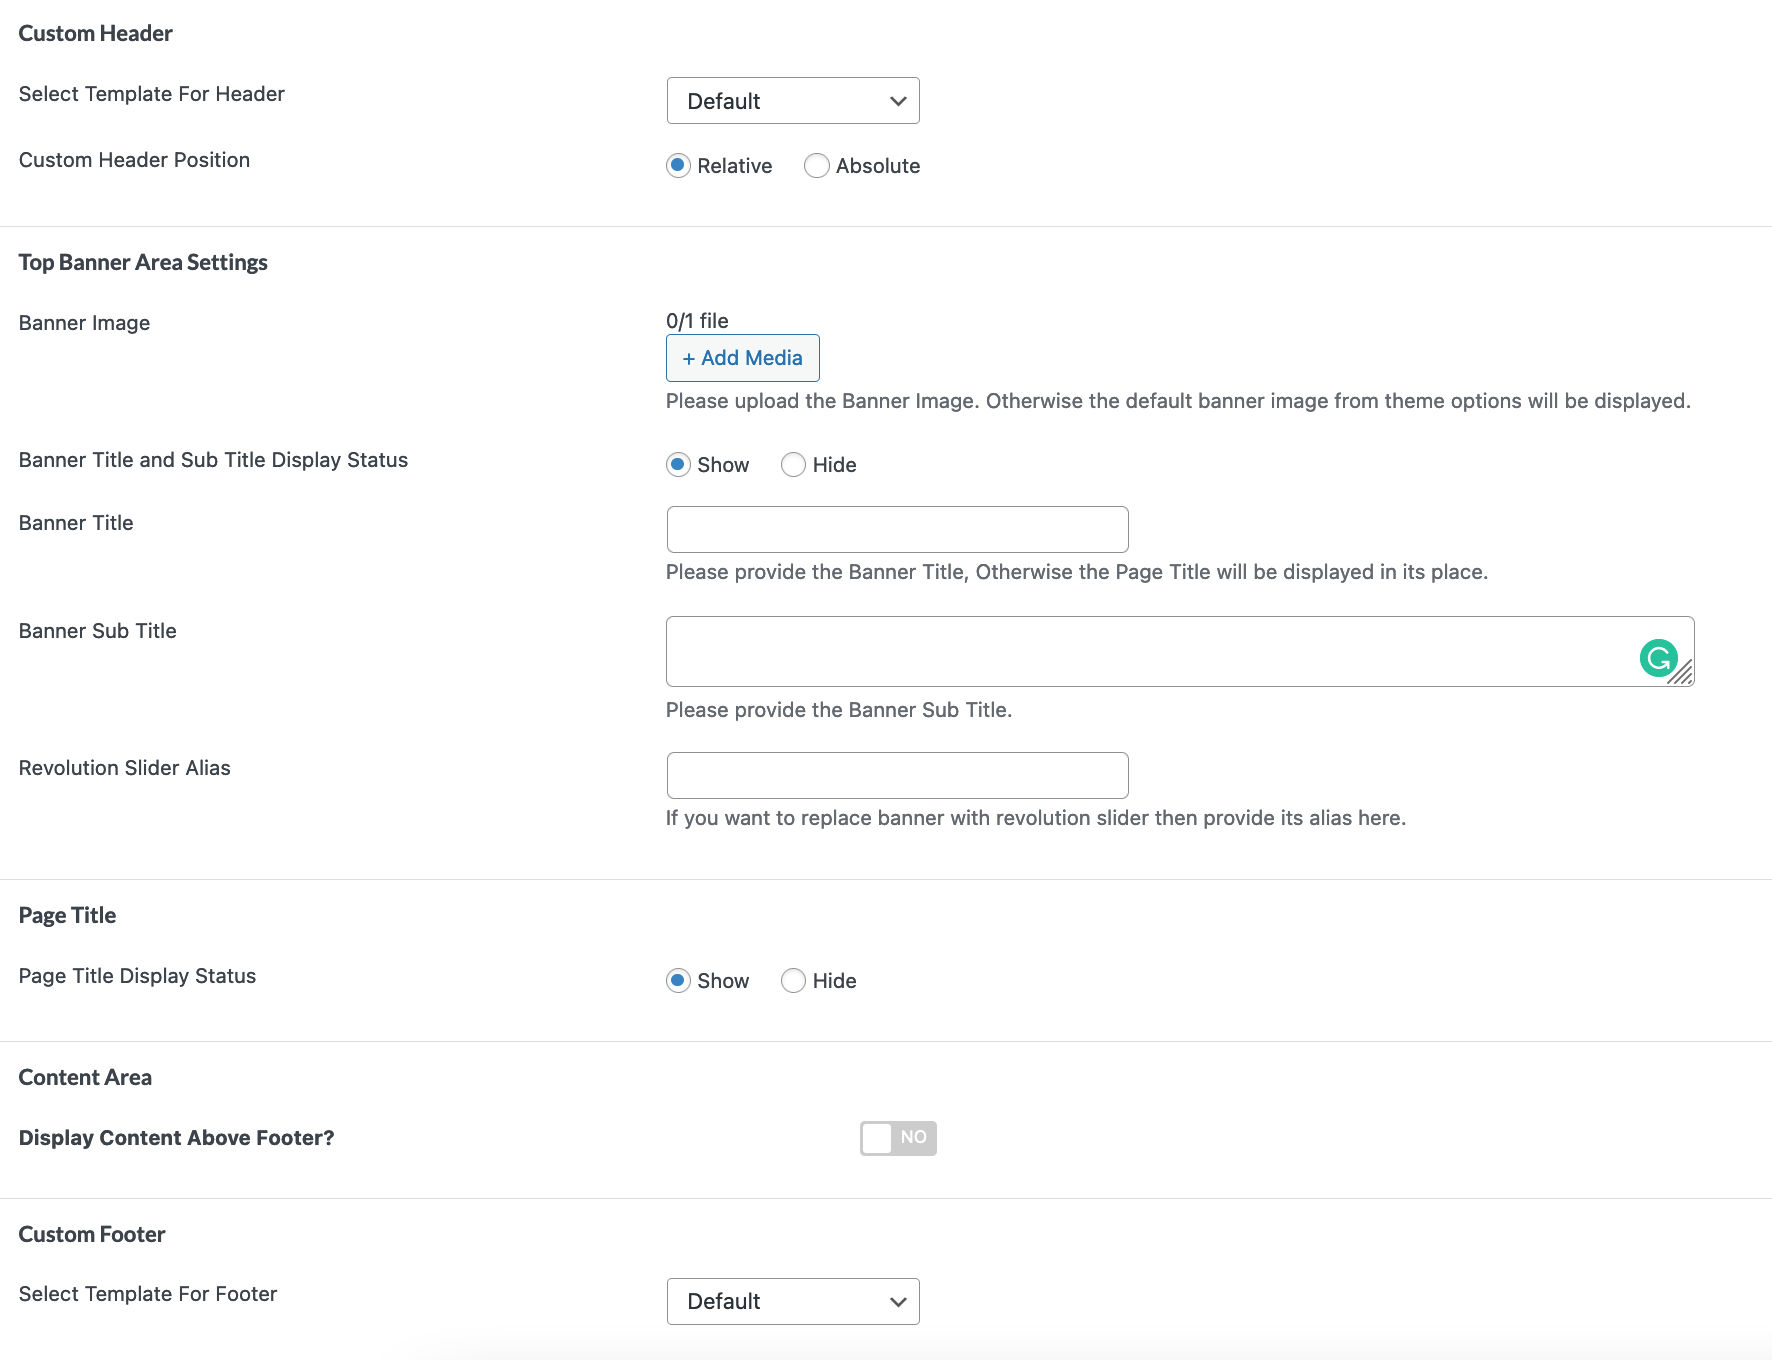 Custom Header
Select Template For Header
Default
Custom Header Position
Relative
Absolute
Top Banner Area Settings
Banner Image
0/1 file
+ Add Media
Please upload the Banner Image. Otherwise the default banner image from theme options will be displayed.
Banner Title and Sub Title Display Status
Show
Hide
Banner Title
Please provide the Banner Title, Otherwise the Page Title will be displayed in its place.
Banner Sub Title
Please provide the Banner Sub Title.
Revolution Slider Alias
If you want to replace banner with revolution slider then provide its alias here.
Page Title
Page Title Display Status
Show
Hide
Content Area
Display Content Above Footer?
NO
Custom Footer
Select Template For Footer
Default